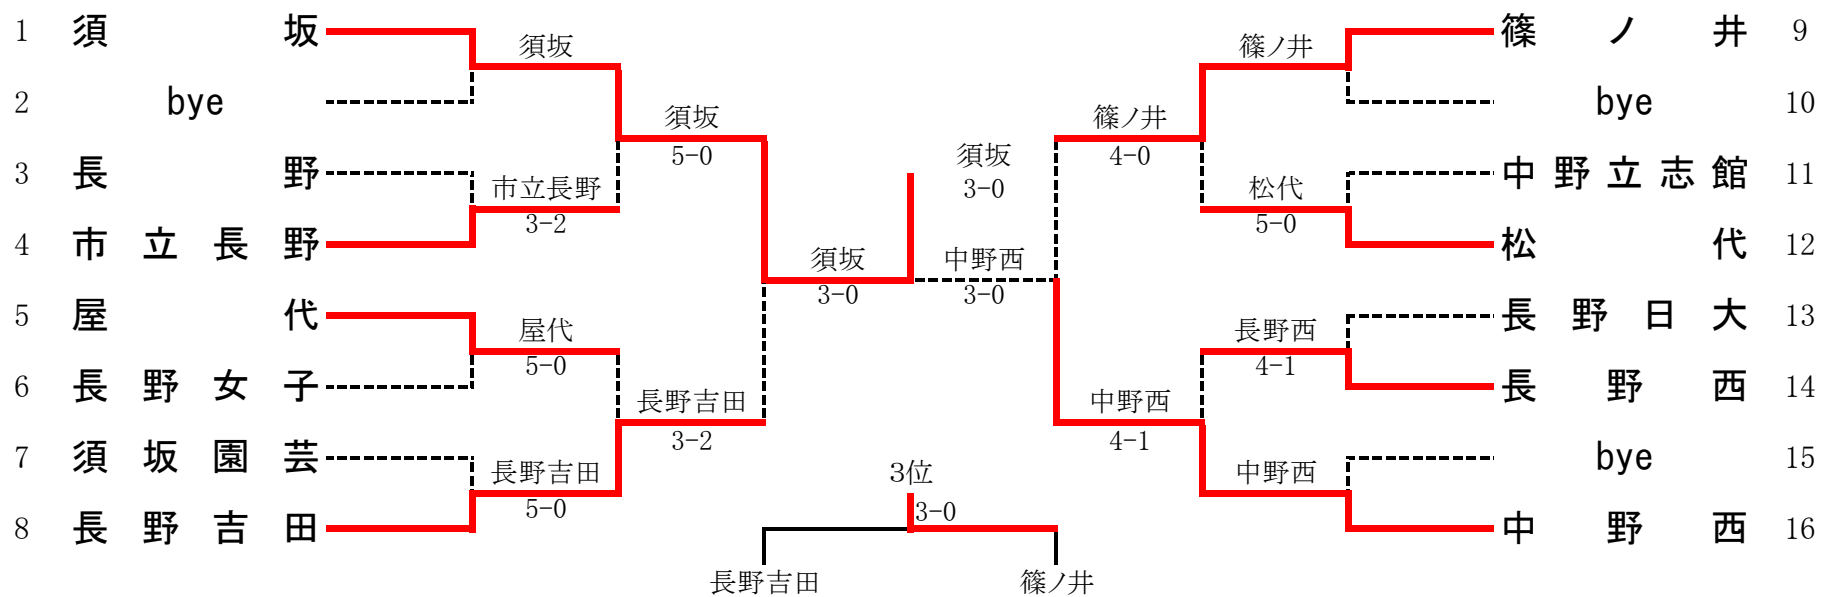 1 須坂
須坂
2 bye
須坂
5-0
3 長野
市立長野
3-2
4 市立長野
須坂
3-0
5 屋代
屋代
5-0
6 長野女子
長野吉田
3-2
7 須坂園芸
長野吉田
5-0
8 長野吉田
須坂
3-0
中野西
3-0
篠ノ井 9
篠ノ井
bye 10
篠ノ井
4-0
中野立志館 11
松代
5-0
松代 12
長野日大 13
長野西
4-1
長野西 14
中野西
4-1
bye 15
中野西
中野西 16
3位
3-0
長野吉田
篠ノ井